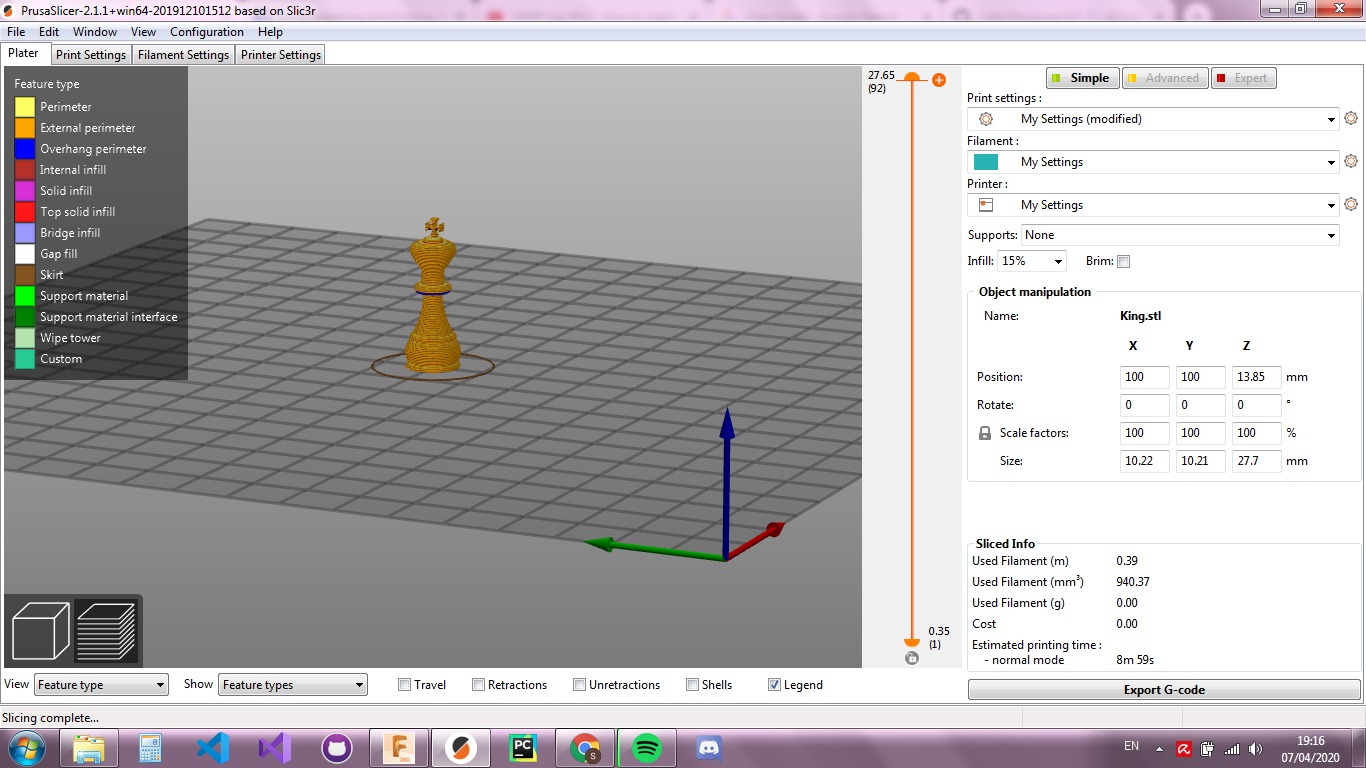 PrusaSlicer-2.1.1+win64-201912101512 based on Slic3r
File Edit Window View Configuration Help
Plater Print Settings Filament Settings Printer Settings
Feature type
Perimeter
External perimeter
Overhang perimeter
Internal infill
Solid infill
Top solid infill
Bridge infill
Gap fill
Skirt
Support material
Support material interface
Wipe tower
Custom
27.65
(92)
0.35
(1)
Simple Advanced Expert
Print settings :
My Settings (modified)
Filament :
My Settings
Printer :
My Settings
Supports: None
Infill: 15% Brim:
Object manipulation
Name: King.stl
X Y Z
Position: 100 100 13.85 mm
Rotate: 0 0 0 °
Scale factors: 100 100 100 %
Size: 10.22 10.21 27.7 mm
Sliced Info
Used Filament (m) 0.39
Used Filament (mm³) 940.37
Used Filament (g) 0.00
Cost 0.00
Estimated printing time :
- normal mode 8m 59s
Export G-code
View Feature type Show Feature types Travel Retractions Unretractions Shells Legend
Slicing complete...
F
360
PC
S
EN
19:16
07/04/2020